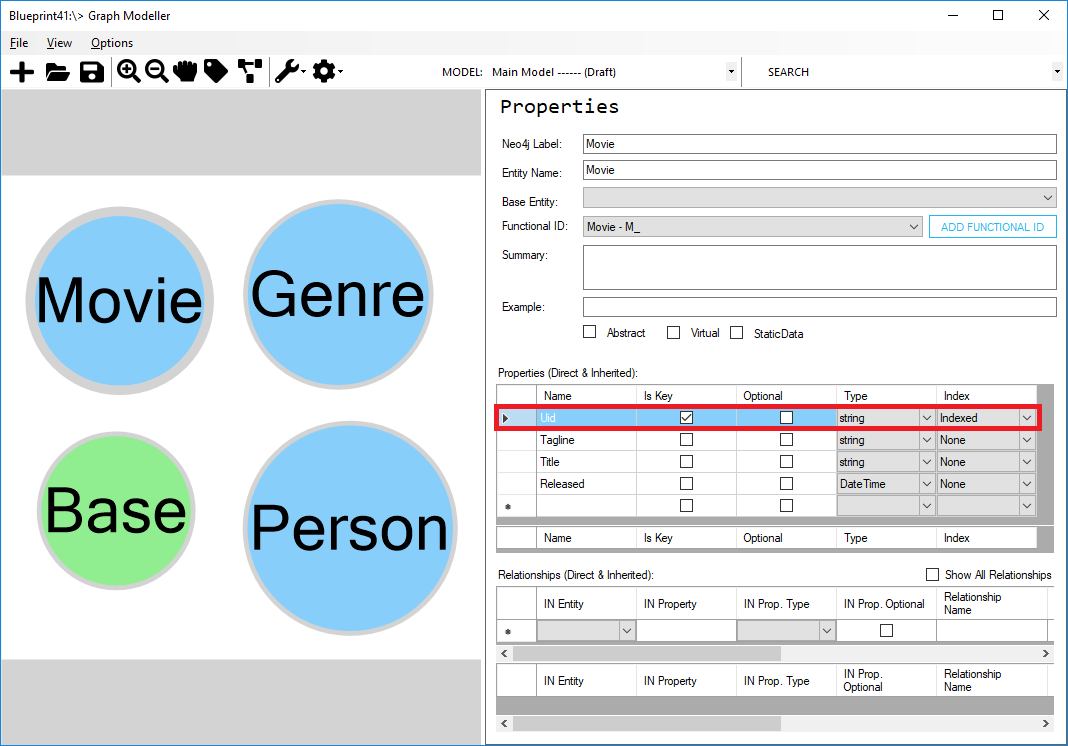 Blueprint41:\> Graph Modeller
File View Options
MODEL: Main Model ------ (Draft) SEARCH
Movie
Genre
Base
Person
Properties
Neo4j Label: Movie
Entity Name: Movie
Base Entity:
Functional ID: Movie - M_ ADD FUNCTIONAL ID
Summary:
Example:
Abstract Virtual StaticData
Properties (Direct & Inherited):
Name Is Key Optional Type Index
Uid string Indexed
Tagline string None
Title string None
Released DateTime None
Name Is Key Optional Type Index
Relationships (Direct & Inherited): Show All Relationships
IN Entity IN Property IN Prop. Type IN Prop. Optional Relationship
Name
IN Entity IN Property IN Prop. Type IN Prop. Relationship
Optional Name